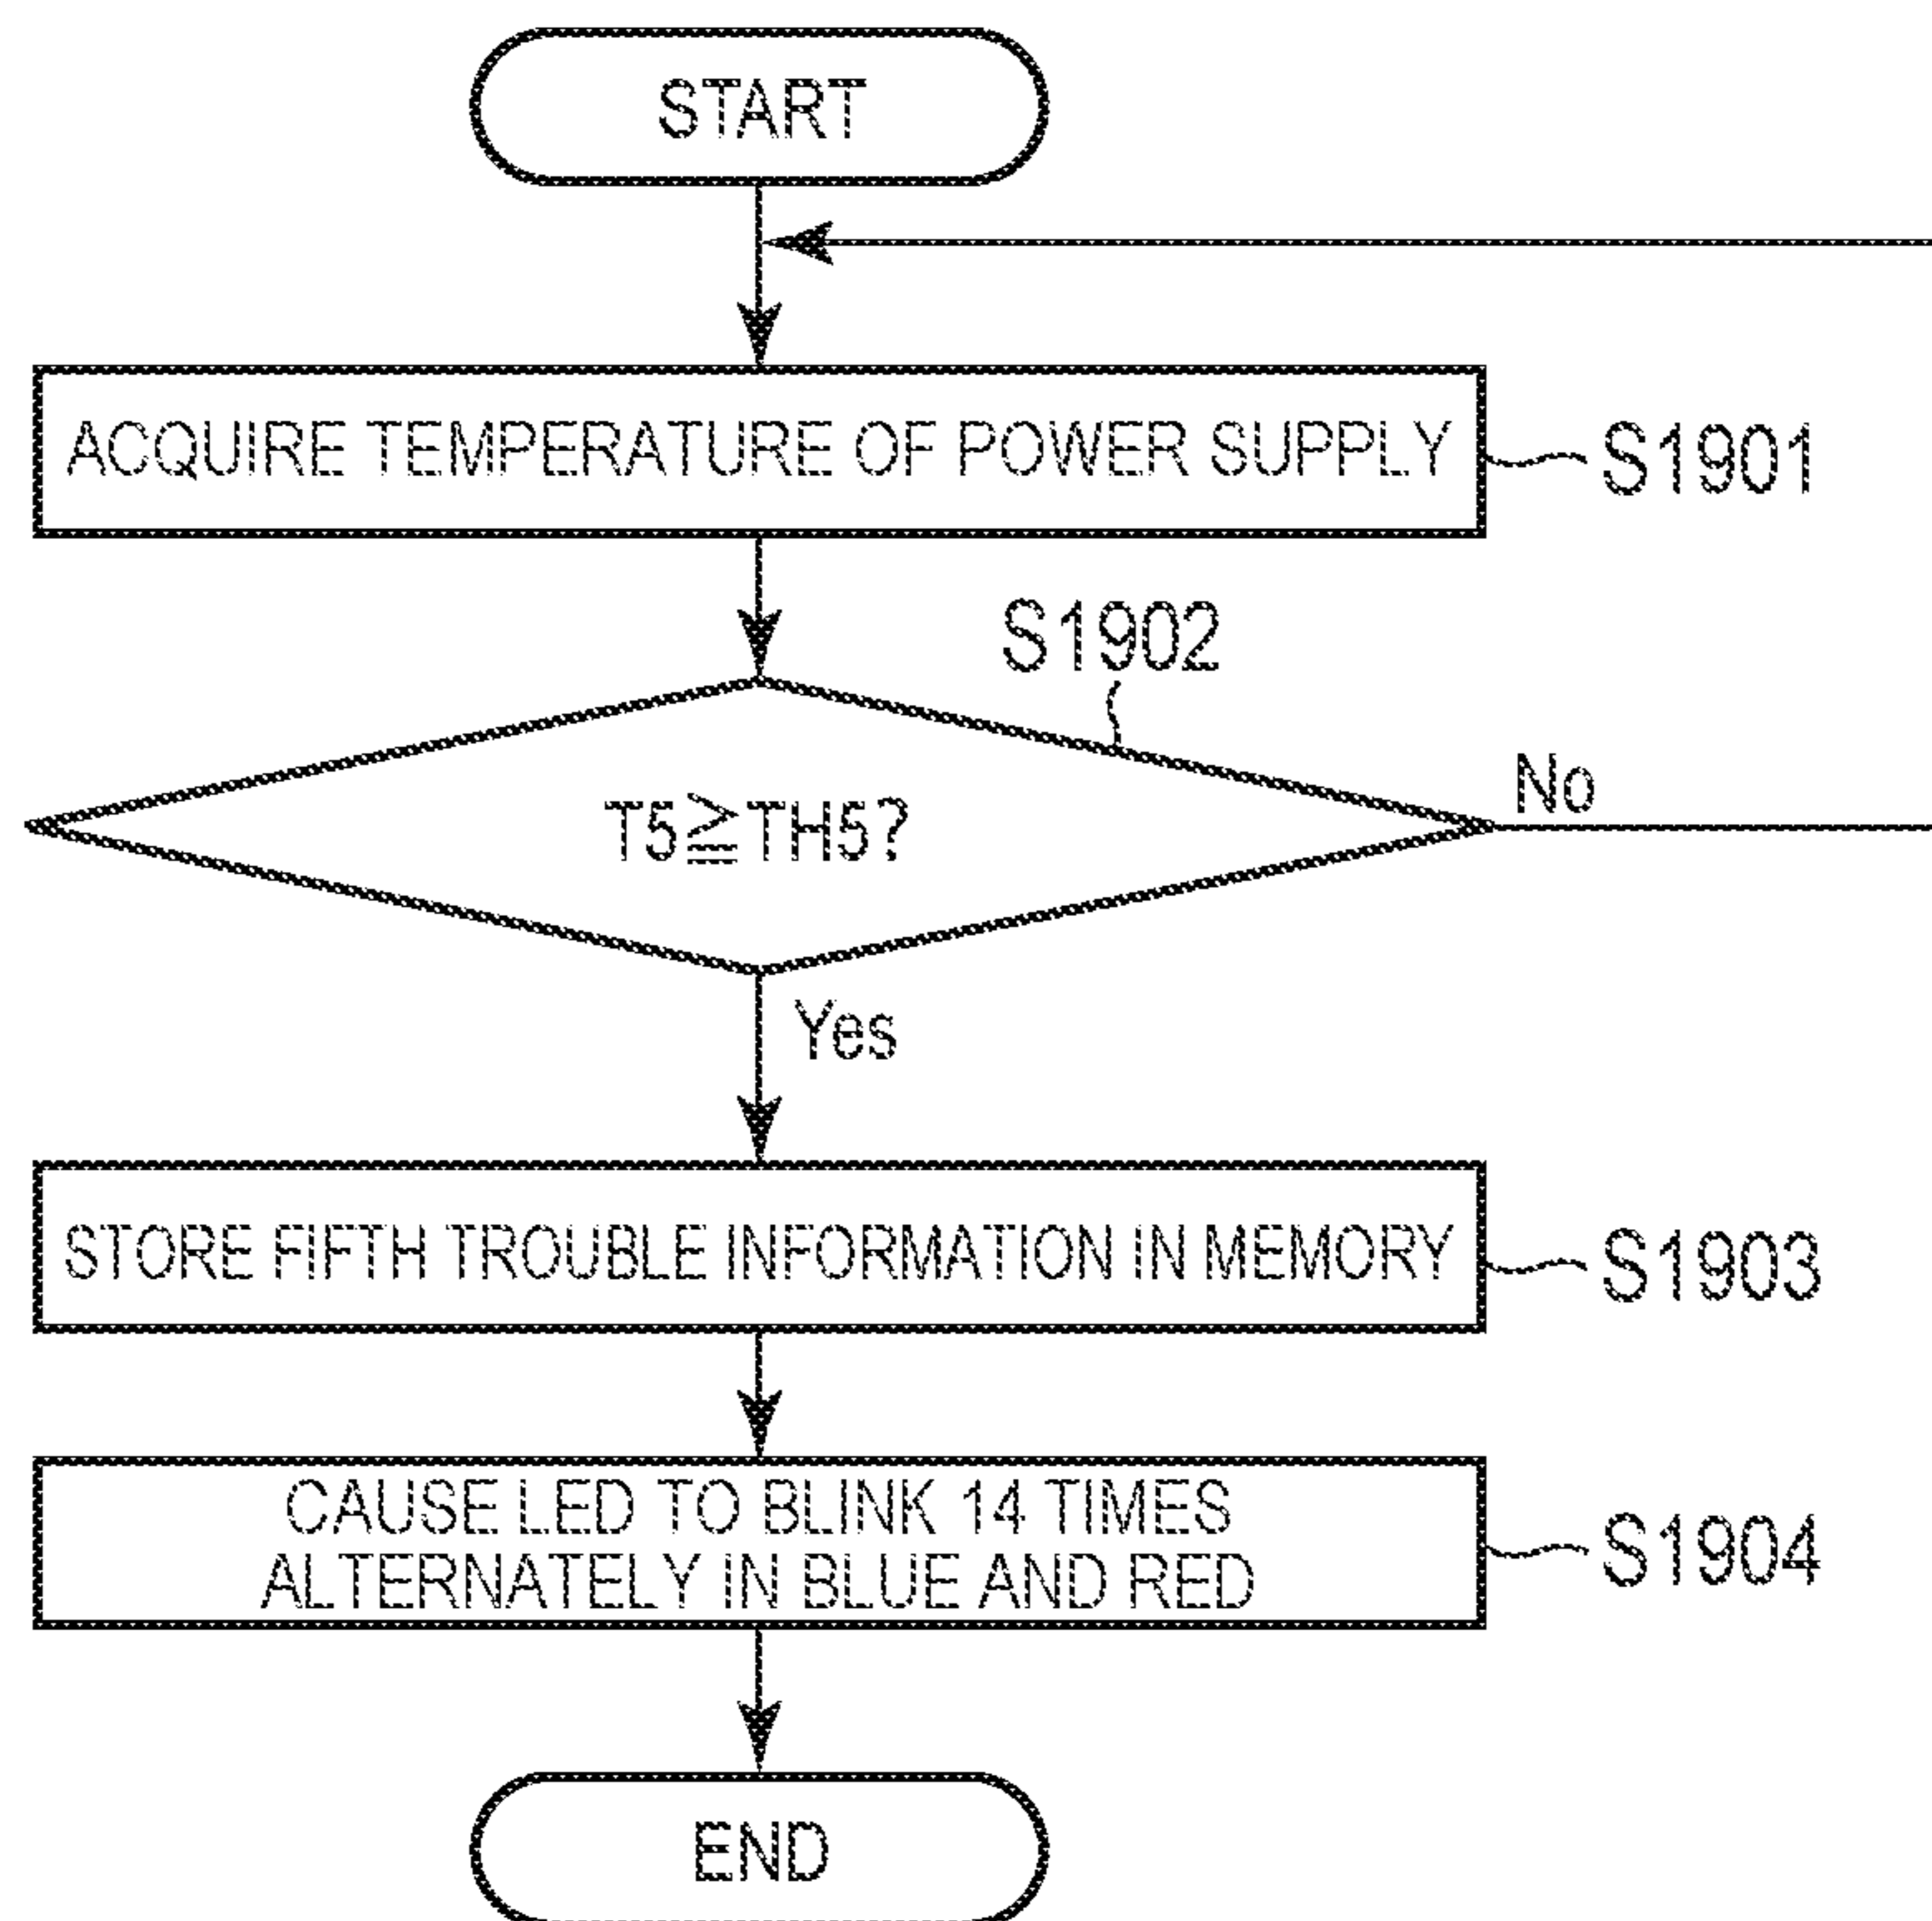 START
ACQUIRE TEMPERATURE OF POWER SUPPLY
S1901
S1902
T5≧TH5?
No
Yes
STORE FIFTH TROUBLE INFORMATION IN MEMORY
S1903
CAUSE LED TO BLINK 14 TIMES
ALTERNATELY IN BLUE AND RED
S1904
END